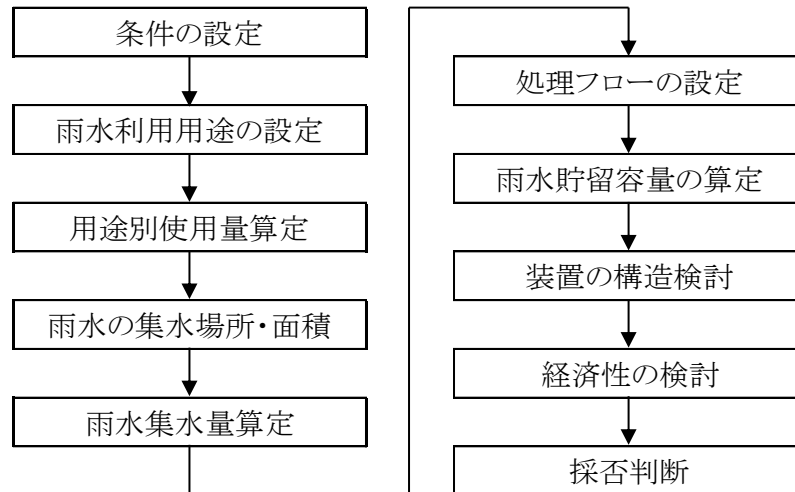 条件の設定
雨水利用用途の設定
用途別使用量算定
雨水の集水場所・面積
雨水集水量算定
処理フローの設定
雨水貯留容量の算定
装置の構造検討
経済性の検討
採否判断